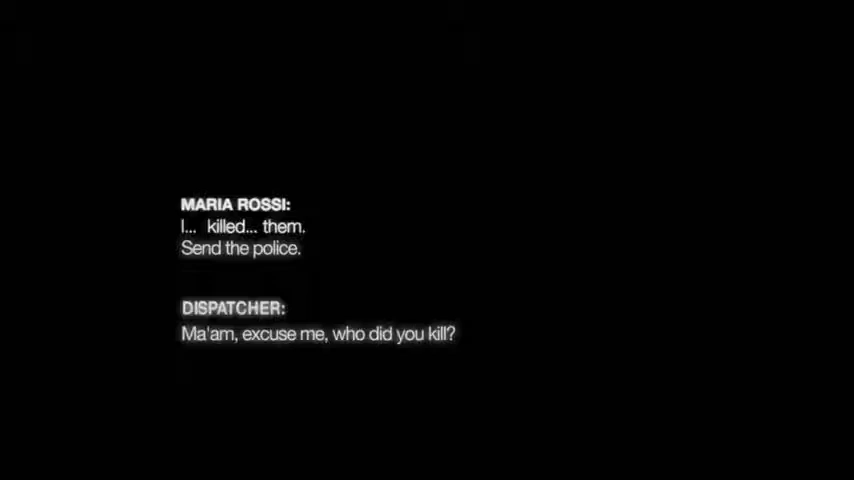 MARIA ROSSI:
I... killed... them.
Send the police.
DISPATCHER:
Ma'am, excuse me, who did you kill?